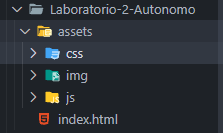 Laboratorio-2-Autonomo
assets
css
img
js
index.html